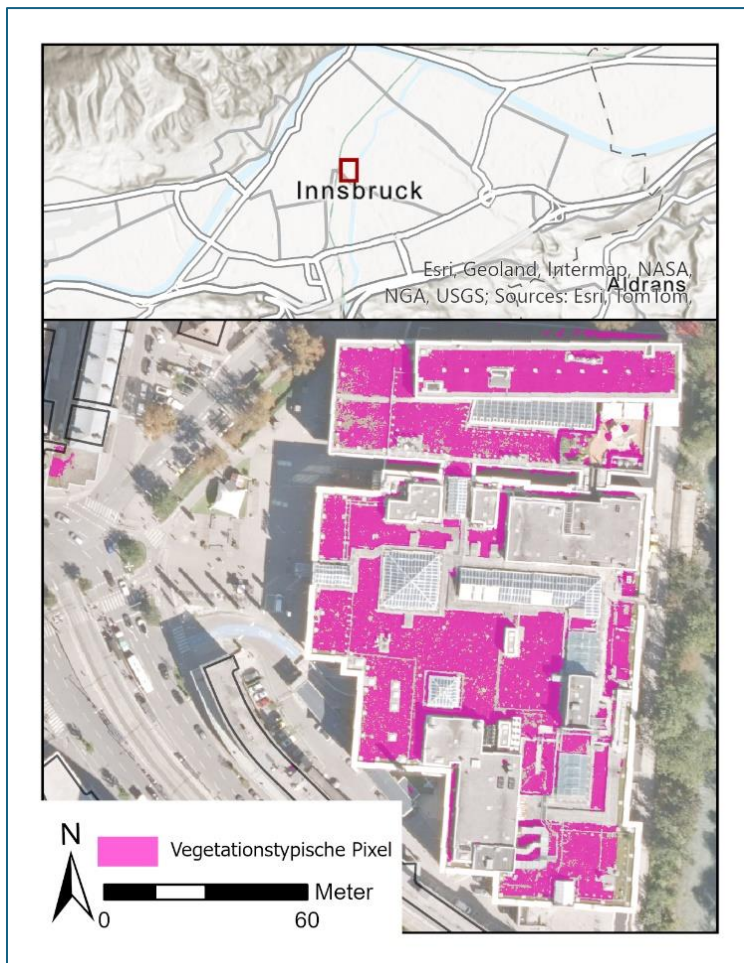 Innsbruck
Esri, Geoland, Intermap, NASA,
Aldrans
NGA, USGS; Sources: Esri, TomTom,
N
Vegetationstypische Pixel
Meter
0
60